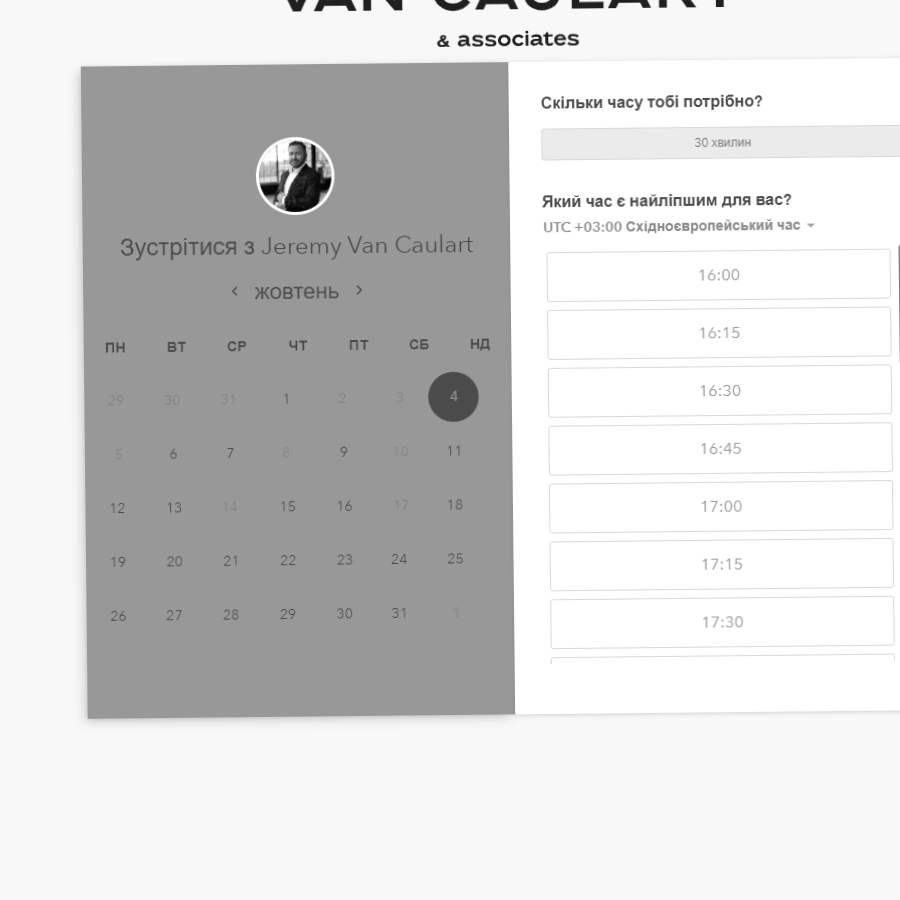 VAN CAULART
& associates
Зустрітися з Jeremy Van Caulart
жовтень
ПН ВТ СР ЧТ ПТ СБ НД
29 30 31 1 2 3 4
5 6 7 8 9 10 11
12 13 14 15 16 17 18
19 20 21 22 23 24 25
26 27 28 29 30 31 1
Скільки часу тобі потрібно?
30 хвилин
Який час є найліпшим для вас?
UTC +03:00 Східноєвропейський час
16:00
16:15
16:30
16:45
17:00
17:15
17:30